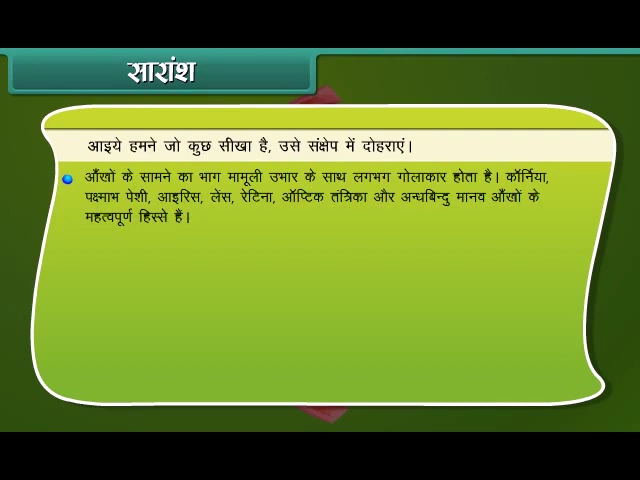 सारांश
आइये हमने जो कुछ सीखा है, उसे संक्षेप में दोहराएं।
आँखों के सामने का भाग मामूली उभार के साथ लगभग गोलाकार होता है। कॉर्निया,
पक्ष्माभ पेशी, आइरिस, लेंस, रेटिना, ऑप्टिक तंत्रिका और अन्धबिन्दु मानव आँखों के
महत्वपूर्ण हिस्से हैं।